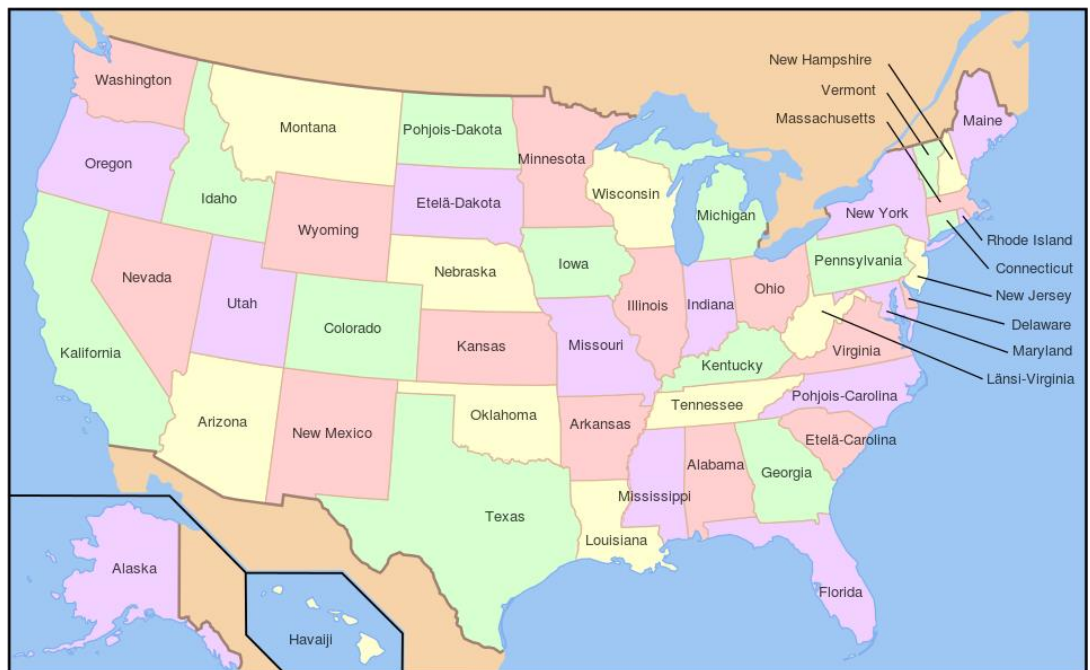 New Hampshire
Vermont
Washington
Massachusetts
Maine
Montana
Pohjois-Dakota
Minnesota
Oregon
Idaho
Wisconsin
Etelä-Dakota
Michigan
New York
Wyoming
Rhode Island
Pennsylvania
Connecticut
Nebraska
Iowa
Nevada
Ohio
New Jersey
Utah
Illinois
Indiana
Delaware
Colorado
Kansas
Missouri
Kalifornia
Virginia
Maryland
Kentucky
Länsi-Virginia
Pohjois-Carolina
Tennessee
Oklahoma
Arizona
Arkansas
New Mexico
Etelä-Carolina
Alabama
Georgia
Mississippi
Texas
Louisiana
Alaska
Florida
Havaiji